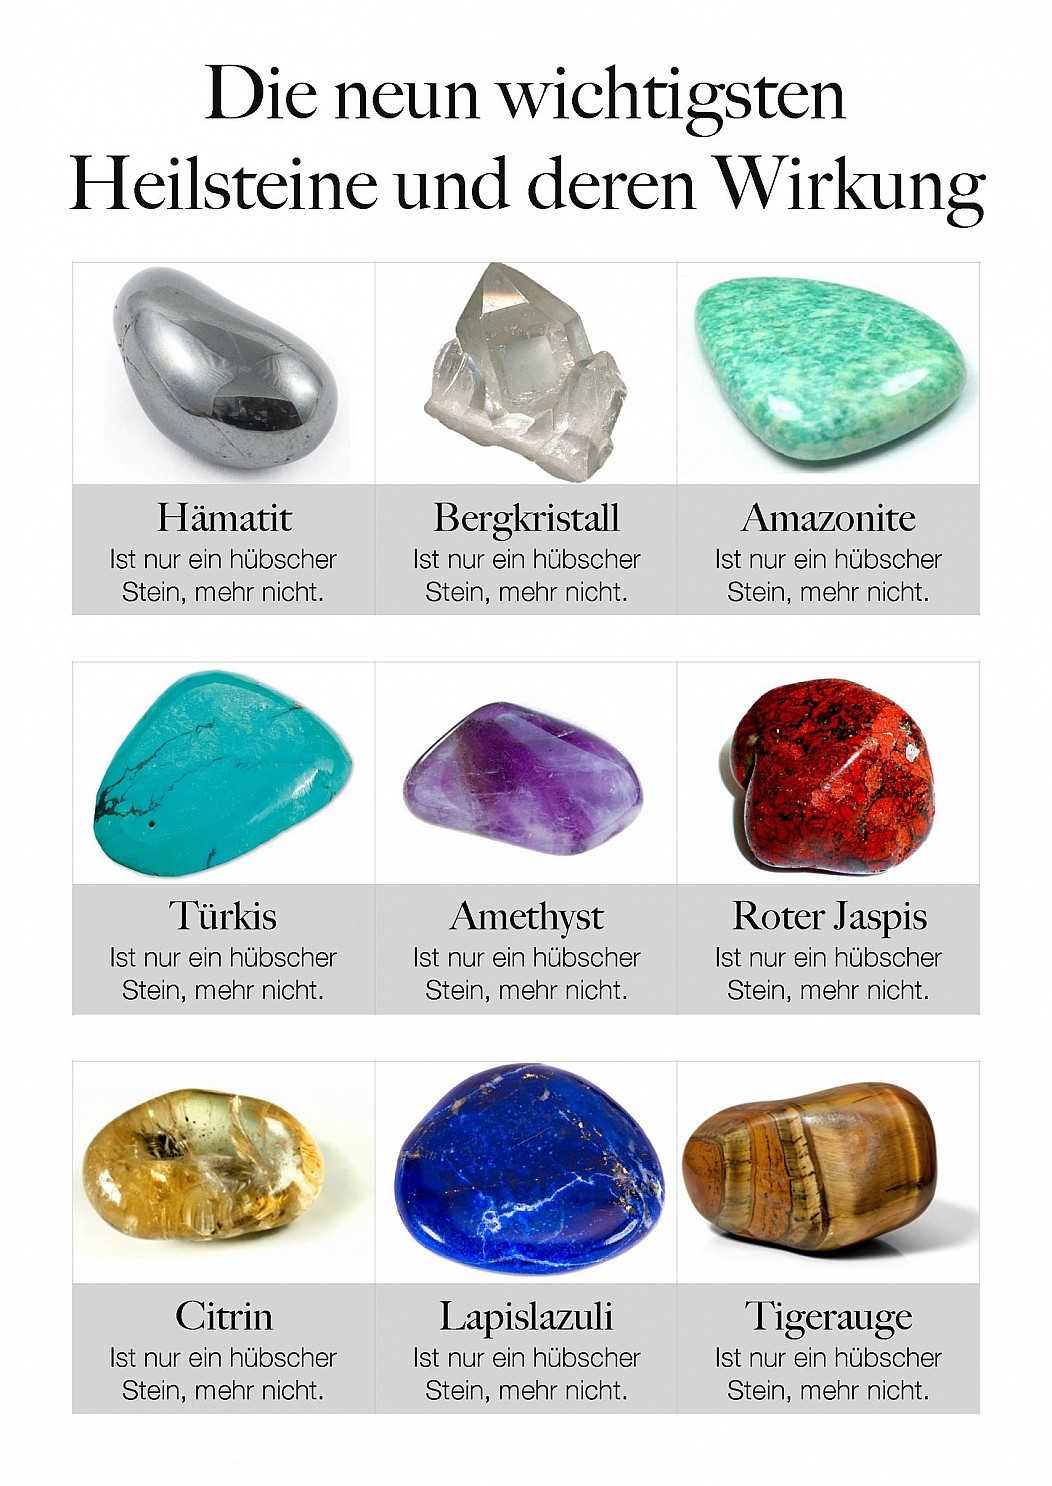 Die neun wichtigsten
Heilsteine und deren Wirkung
Hämatit
Ist nur ein hübscher
Stein, mehr nicht.
Bergkristall
Ist nur ein hübscher
Stein, mehr nicht.
Amazonite
Ist nur ein hübscher
Stein, mehr nicht.
Türkis
Ist nur ein hübscher
Stein, mehr nicht.
Amethyst
Ist nur ein hübscher
Stein, mehr nicht.
Roter Jaspis
Ist nur ein hübscher
Stein, mehr nicht.
Citrin
Ist nur ein hübscher
Stein, mehr nicht.
Lapislazuli
Ist nur ein hübscher
Stein, mehr nicht.
Tigerauge
Ist nur ein hübscher
Stein, mehr nicht.